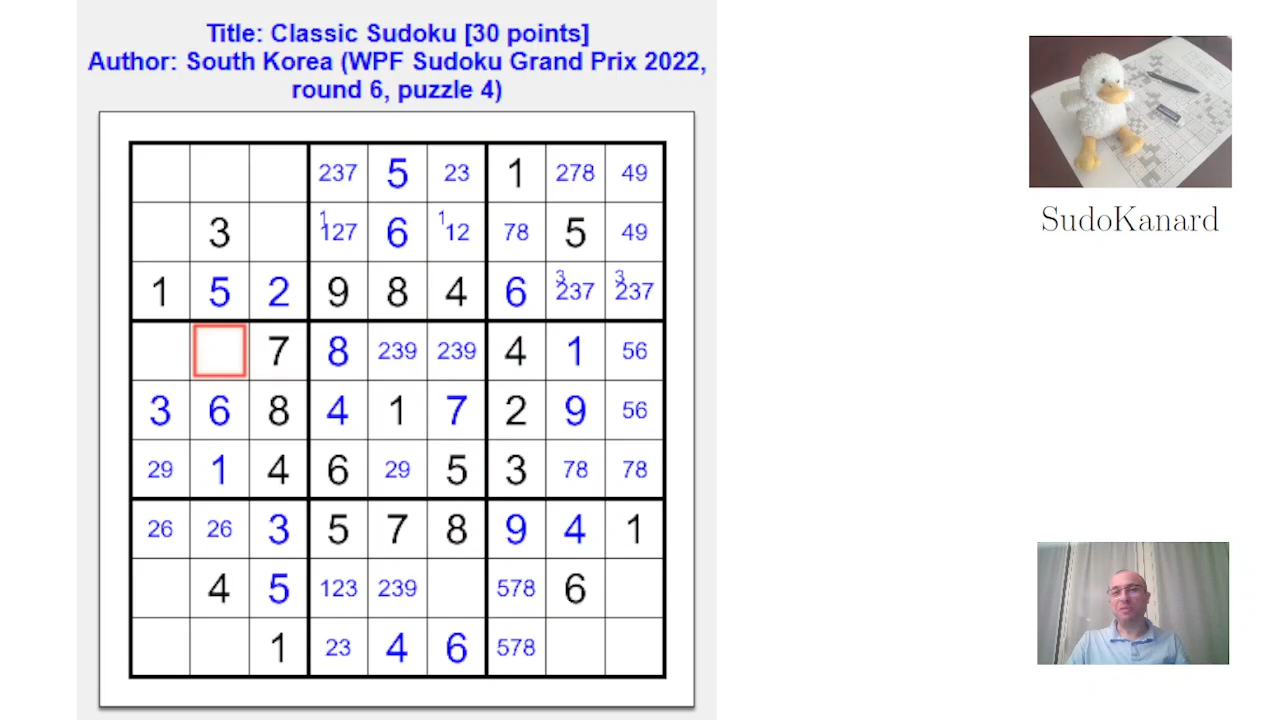 Title: Classic Sudoku [30 points]
Author: South Korea (WPF Sudoku Grand Prix 2022,
round 6, puzzle 4)
SudoKanard
237 5 23 1 278 49
3 1 127 6 1 12 78 5 49
1 5 2 9 8 4 6 3 237 3 237
7 8 239 239 4 1 56
3 6 8 4 1 7 2 9 56
29 1 4 6 29 5 3 78 78
26 26 3 5 7 8 9 4 1
4 5 123 239 578 6
1 23 4 6 578